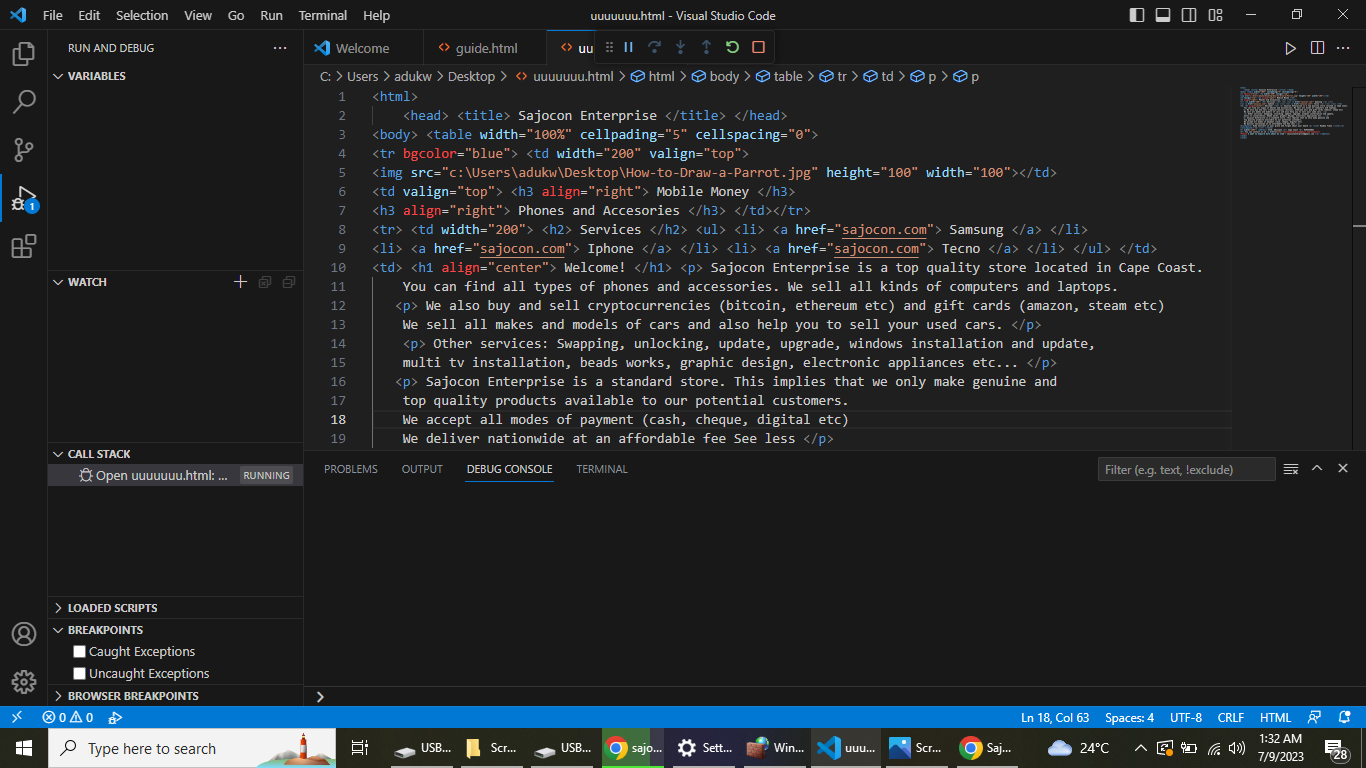 File Edit Selection View Go Run Terminal Help
uuuuuuu.html - Visual Studio Code
RUN AND DEBUG
Welcome
guide.html
uu
VARIABLES
C: > Users > adukw > Desktop > uuuuuuu.html > html > body > table > tr > td > p > p
1 <html>
2 <head> <title> Sajocon Enterprise </title> </head>
3 <body> <table width="100%" cellpading="5" cellspacing="0">
4 <tr bgcolor="blue"> <td width="200" valign="top">
5 <img src="c:\Users\adukw\Desktop\How-to-Draw-a-Parrot.jpg" height="100" width="100"></td>
6 <td valign="top"> <h3 align="right"> Mobile Money </h3>
7 <h3 align="right"> Phones and Accesories </h3> </td></tr>
8 <tr> <td width="200"> <h2> Services </h2> <ul> <li> <a href="sajocon.com"> Samsung </a> </li>
9 <li> <a href="sajocon.com"> Iphone </a> </li> <li> <a href="sajocon.com"> Tecno </a> </li> </ul> </td>
10 <td> <h1 align="center"> Welcome! </h1> <p> Sajocon Enterprise is a top quality store located in Cape Coast.
11 You can find all types of phones and accessories. We sell all kinds of computers and laptops.
12 <p> We also buy and sell cryptocurrencies (bitcoin, ethereum etc) and gift cards (amazon, steam etc)
13 We sell all makes and models of cars and also help you to sell your used cars. </p>
14 <p> Other services: Swapping, unlocking, update, upgrade, windows installation and update,
15 multi tv installation, beads works, graphic design, electronic appliances etc... </p>
16 <p> Sajocon Enterprise is a standard store. This implies that we only make genuine and
17 top quality products available to our potential customers.
18 We accept all modes of payment (cash, cheque, digital etc)
19 We deliver nationwide at an affordable fee See less </p>
WATCH
CALL STACK
Open uuuuuuu.html: ... RUNNING
LOADED SCRIPTS
BREAKPOINTS
Caught Exceptions
Uncaught Exceptions
BROWSER BREAKPOINTS
1
PROBLEMS OUTPUT DEBUG CONSOLE TERMINAL
Filter (e.g. text, !exclude)
0 0
Ln 18, Col 63 Spaces: 4 UTF-8 CRLF HTML
Type here to search
USB... Scr... USB... sajo... Sett... Win... uuu... Scr... Saj...
24°C
1:32 AM
7/9/2023
28